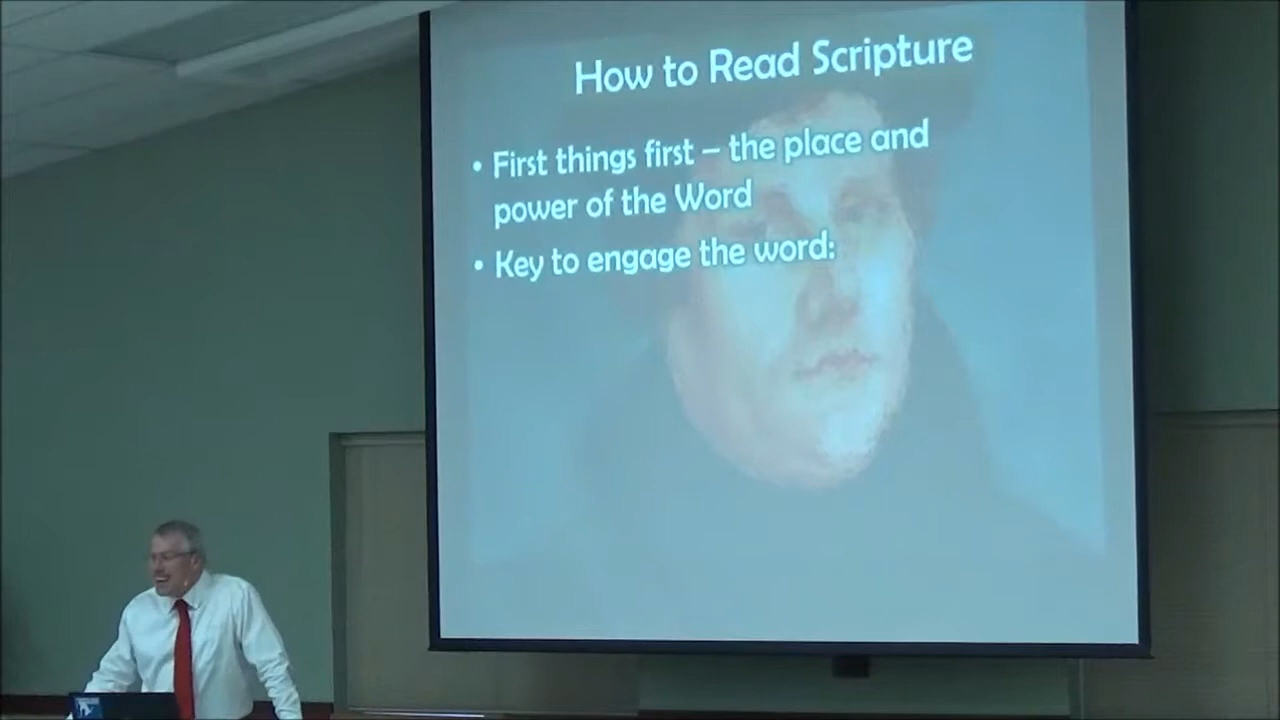 How to Read Scripture
• First things first – the place and
power of the Word
• Key to engage the word: